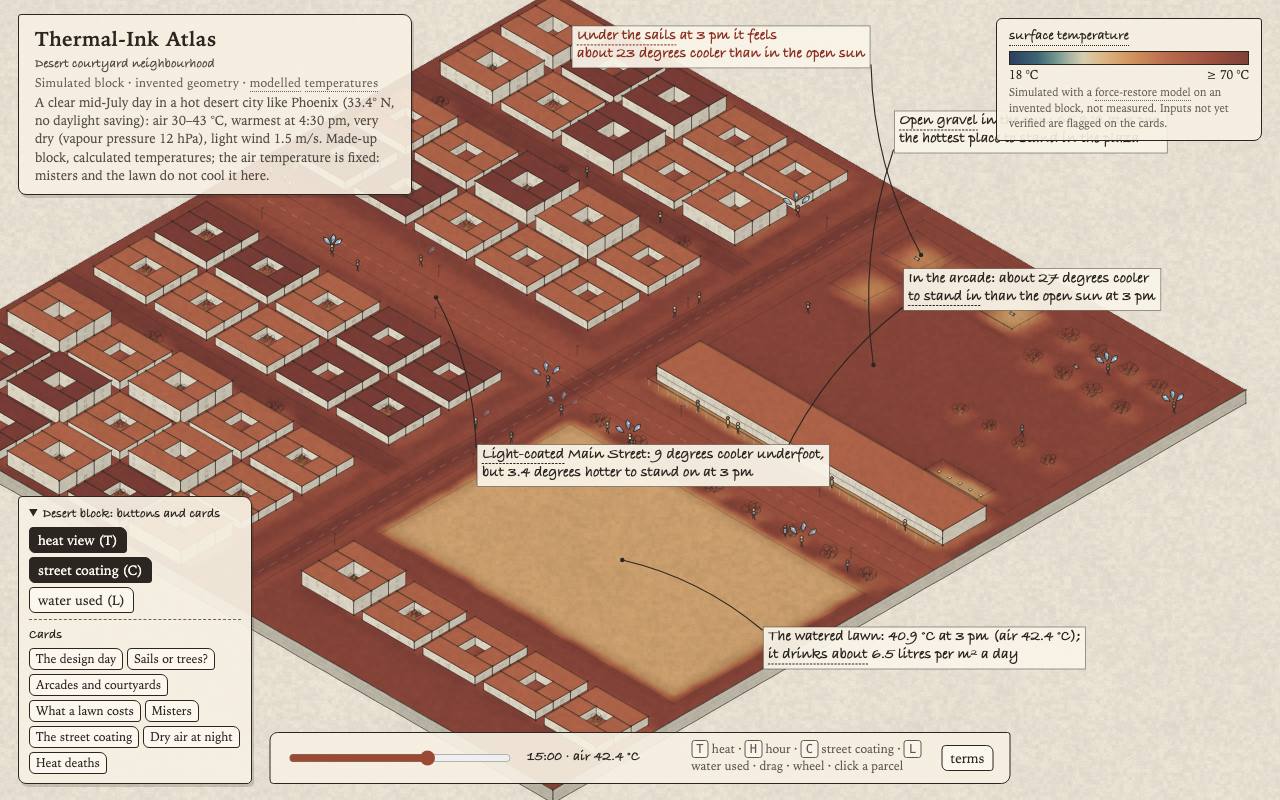 Thermal-Ink Atlas
Desert courtyard neighbourhood
Simulated block · invented geometry · modelled temperatures
A clear mid-July day in a hot desert city like Phoenix (33.4° N,
no daylight saving): air 30–43 °C, warmest at 4:30 pm, very
dry (vapour pressure 12 hPa), light wind 1.5 m/s. Made-up
block, calculated temperatures; the air temperature is fixed:
misters and the lawn do not cool it here.
Under the sails at 3 pm it feels
about 23 degrees cooler than in the open sun
surface temperature
18 °C ≥ 70 °C
Simulated with a force-restore model on an
invented block, not measured. Inputs not yet
verified are flagged on the cards.
Open gravel in
the hottest place to stand in the plaza
In the arcade: about 27 degrees cooler
to stand in than the open sun at 3 pm
Light-coated Main Street: 9 degrees cooler underfoot,
but 3.4 degrees hotter to stand on at 3 pm
The watered lawn: 40.9 °C at 3 pm (air 42.4 °C);
it drinks about 6.5 litres per m² a day
▼ Desert block: buttons and cards
heat view (T)
street coating (C)
water used (L)
Cards
The design day Sails or trees?
Arcades and courtyards
What a lawn costs Misters
The street coating Dry air at night
Heat deaths
15:00 · air 42.4 °C
T heat · H hour · C street coating · L
water used · drag · wheel · click a parcel
terms